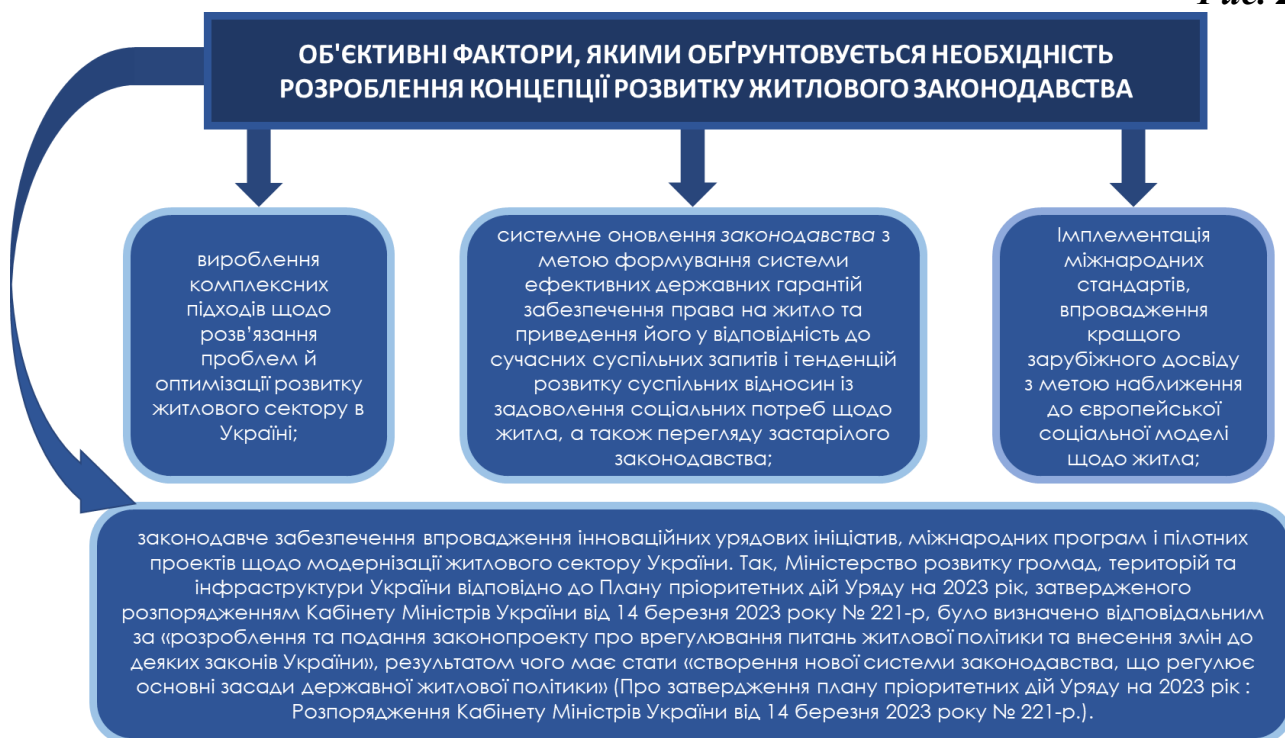 Рис. 2
ОБ'ЄКТИВНІ ФАКТОРИ, ЯКИМИ ОБҐРУНТОВУЄТЬСЯ НЕОБХІДНІСТЬ
РОЗРОБЛЕННЯ КОНЦЕПЦІЇ РОЗВИТКУ ЖИТЛОВОГО ЗАКОНОДАВСТВА
вироблення
комплексних
підходів щодо
розв’язання
проблем й
оптимізації розвитку
житлового сектору в
Україні;
системне оновлення законодавства з
метою формування системи
ефективних державних гарантій
забезпечення права на житло та
приведення його у відповідність до
сучасних суспільних запитів і тенденцій
розвитку суспільних відносин із
задоволення соціальних потреб щодо
житла, а також перегляду застарілого
законодавства;
Імплементація
міжнародних
стандартів,
впровадження
кращого
зарубіжного досвіду
з метою наближення
до європейської
соціальної моделі
щодо житла;
законодавче забезпечення впровадження інноваційних урядових ініціатив, міжнародних програм і пілотних
проектів щодо модернізації житлового сектору України. Так, Міністерство розвитку громад, територій та
інфраструктури України відповідно до Плану пріоритетних дій Уряду на 2023 рік, затвердженого
розпорядженням Кабінету Міністрів України від 14 березня 2023 року № 221-р, було визначено відповідальним
за «розроблення та подання законопроекту про врегулювання питань житлової політики та внесення змін до
деяких законів України», результатом чого має стати «створення нової системи законодавства, що регулює
основні засади державної житлової політики» (Про затвердження плану пріоритетних дій Уряду на 2023 рік :
Розпорядження Кабінету Міністрів України від 14 березня 2023 року № 221-р.).